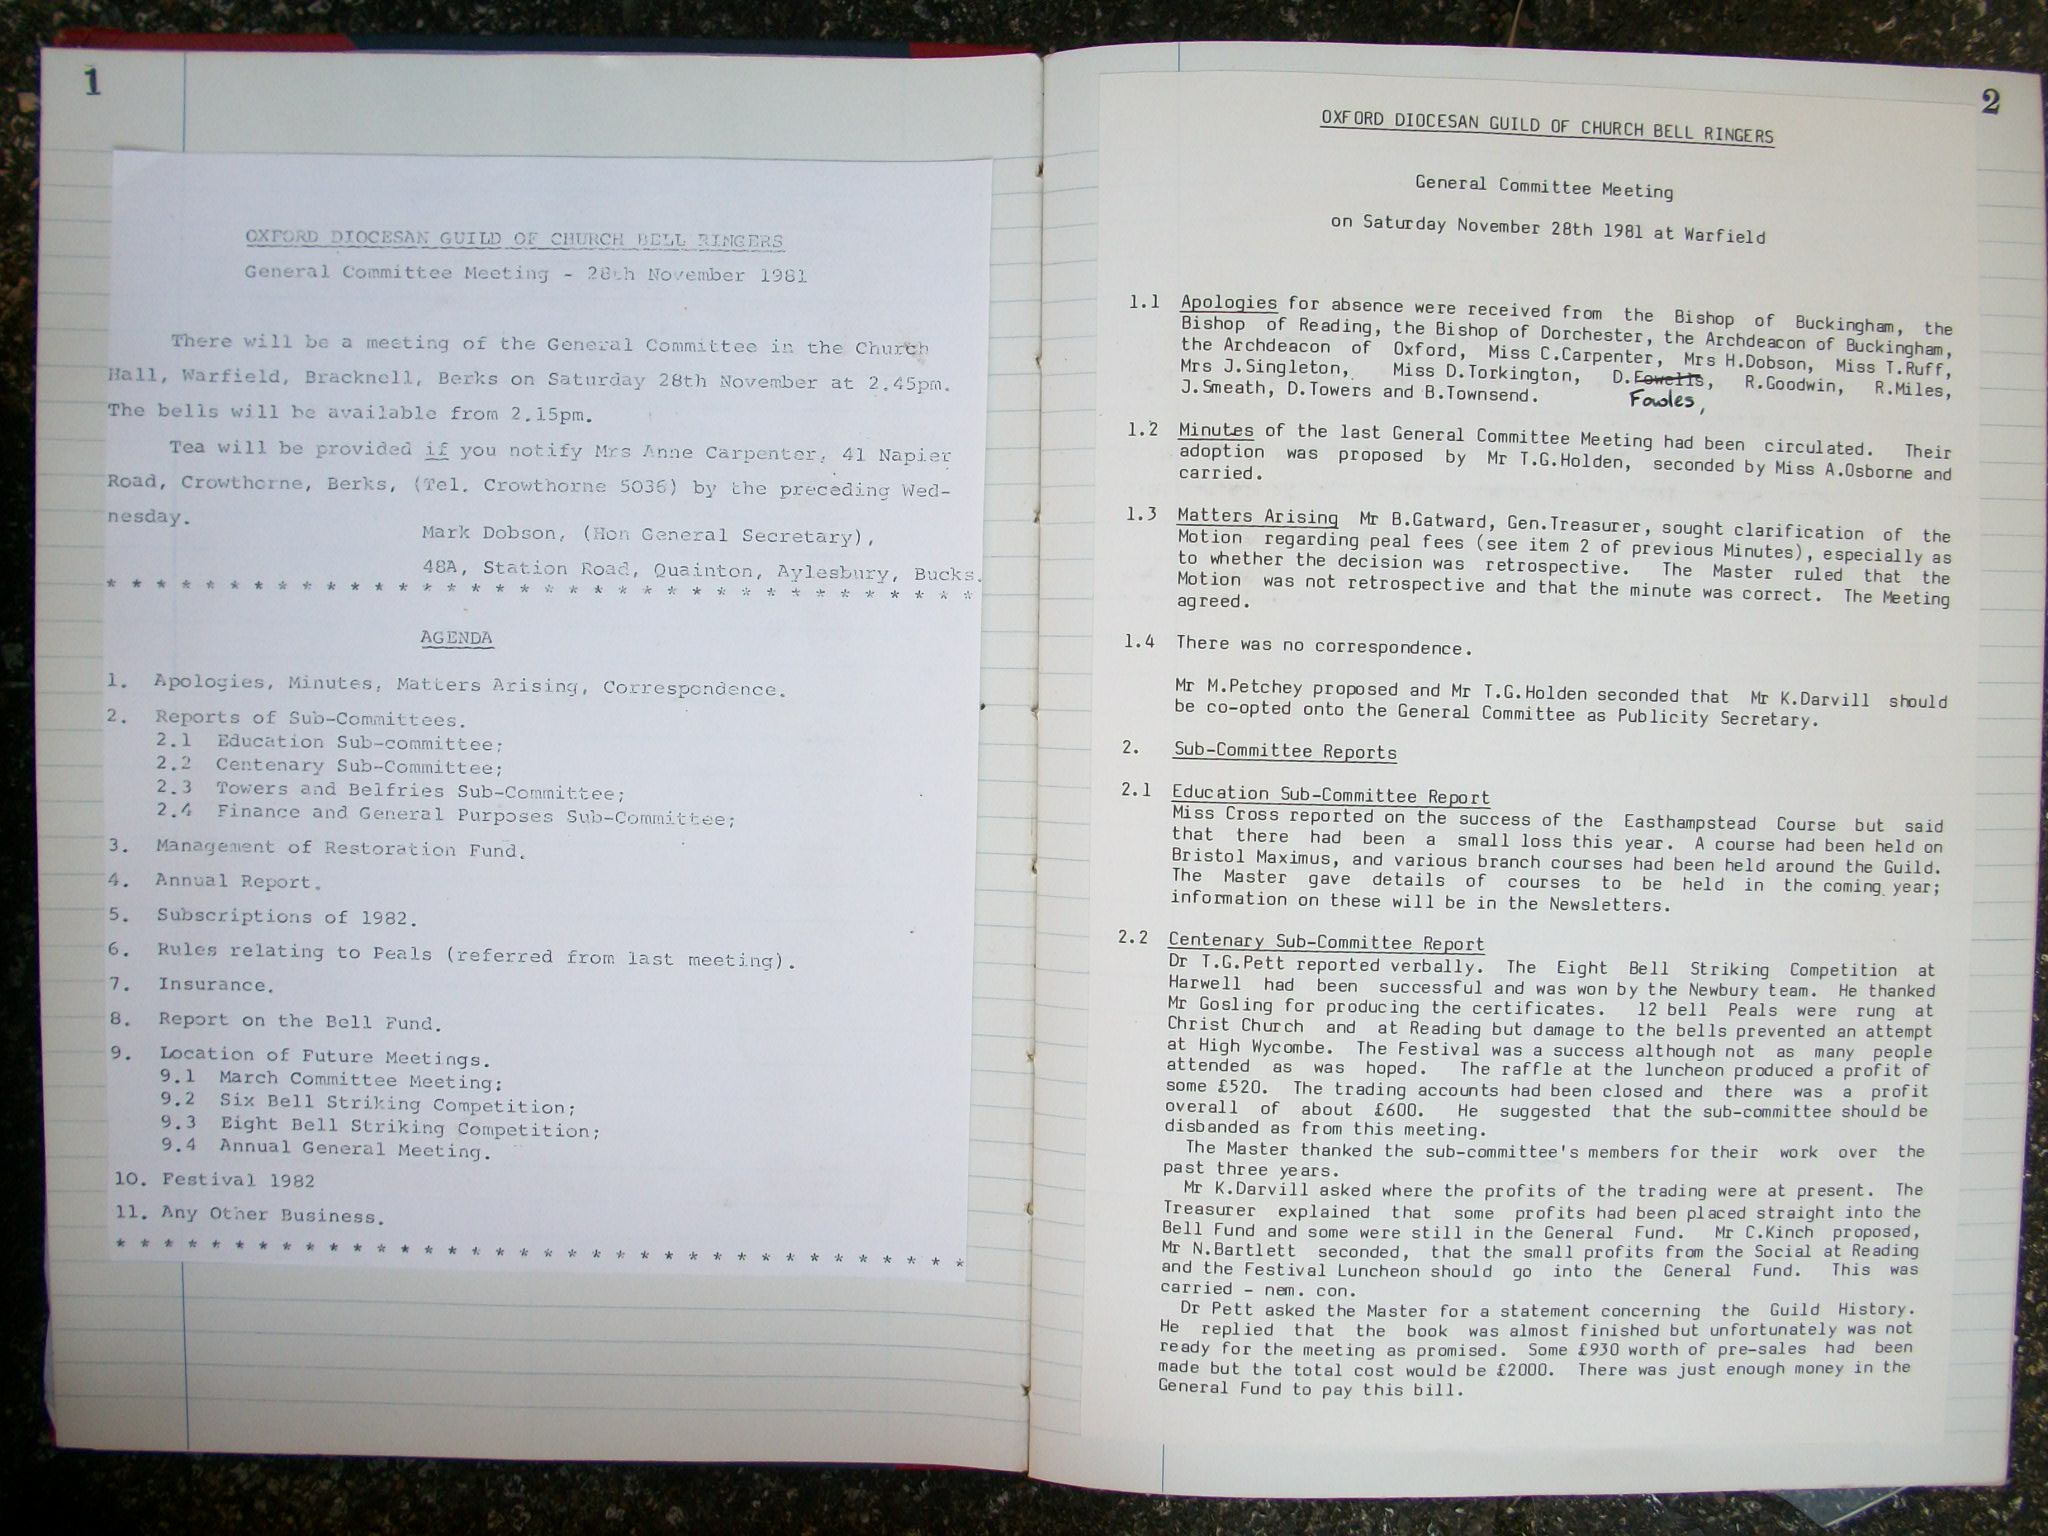 1
OXFORD DIOCESAN GUILD OF CHURCH BELL RINGERS
General Committee Meeting - 28th November 1981
There will be a meeting of the General Committee in the Church
Hall, Warfield, Bracknell, Berks on Saturday 28th November at 2.45pm.
The bells will be available from 2.15pm.
Tea will be provided if you notify Mrs Anne Carpenter, 41 Napier
Road, Crowthorne, Berks, (Tel. Crowthorne 5036) by the preceding Wed-
nesday.
Mark Dobson, (Hon General Secretary),
48A, Station Road, Quainton, Aylesbury, Bucks.
* * * * * * * * * * * * * * * * * * * * * * * * * * * * * * * * * * * *
AGENDA
1. Apologies, Minutes, Matters Arising, Correspondence.
2. Reports of Sub-Committees.
2.1 Education Sub-committee;
2.2 Centenary Sub-Committee;
2.3 Towers and Belfries Sub-Committee;
2.4 Finance and General Purposes Sub-Committee;
3. Management of Restoration Fund.
4. Annual Report.
5. Subscriptions of 1982.
6. Rules relating to Peals (referred from last meeting).
7. Insurance.
8. Report on the Bell Fund.
9. Location of Future Meetings.
9.1 March Committee Meeting;
9.2 Six Bell Striking Competition;
9.3 Eight Bell Striking Competition;
9.4 Annual General Meeting.
10. Festival 1982
11. Any Other Business.
* * * * * * * * * * * * * * * * * * * * * * * * * * * * * * * * * * * *
2
OXFORD DIOCESAN GUILD OF CHURCH BELL RINGERS
General Committee Meeting
on Saturday November 28th 1981 at Warfield
1.1 Apologies for absence were received from the Bishop of Buckingham, the
Bishop of Reading, the Bishop of Dorchester, the Archdeacon of Buckingham,
the Archdeacon of Oxford, Miss C.Carpenter, Mrs H.Dobson, Miss T.Ruff,
Mrs J.Singleton, Miss D.Torkington, D.Fowells, R.Goodwin, R.Miles,
J.Smeath, D.Towers and B.Townsend. Fowles,
1.2 Minutes of the last General Committee Meeting had been circulated. Their
adoption was proposed by Mr T.G.Holden, seconded by Miss A.Osborne and
carried.
1.3 Matters Arising Mr B.Gatward, Gen.Treasurer, sought clarification of the
Motion regarding peal fees (see item 2 of previous Minutes), especially as
to whether the decision was retrospective. The Master ruled that the
Motion was not retrospective and that the minute was correct. The Meeting
agreed.
1.4 There was no correspondence.
Mr M.Petchey proposed and Mr T.G.Holden seconded that Mr K.Darvill should
be co-opted onto the General Committee as Publicity Secretary.
2. Sub-Committee Reports
2.1 Education Sub-Committee Report
Miss Cross reported on the success of the Easthampstead Course but said
that there had been a small loss this year. A course had been held on
Bristol Maximus, and various branch courses had been held around the Guild.
The Master gave details of courses to be held in the coming year;
information on these will be in the Newsletters.
2.2 Centenary Sub-Committee Report
Dr T.G.Pett reported verbally. The Eight Bell Striking Competition at
Harwell had been successful and was won by the Newbury team. He thanked
Mr Gosling for producing the certificates. 12 bell Peals were rung at
Christ Church and at Reading but damage to the bells prevented an attempt
at High Wycombe. The Festival was a success although not as many people
attended as was hoped. The raffle at the luncheon produced a profit of
some £520. The trading accounts had been closed and there was a profit
overall of about £600. He suggested that the sub-committee should be
disbanded as from this meeting.
The Master thanked the sub-committee's members for their work over the
past three years.
Mr K.Darvill asked where the profits of the trading were at present. The
Treasurer explained that some profits had been placed straight into the
Bell Fund and some were still in the General Fund. Mr C.Kinch proposed,
Mr N.Bartlett seconded, that the small profits from the Social at Reading
and the Festival Luncheon should go into the General Fund. This was
carried - nem. con.
Dr Pett asked the Master for a statement concerning the Guild History.
He replied that the book was almost finished but unfortunately was not
ready for the meeting as promised. Some £930 worth of pre-sales had been
made but the total cost would be £2000. There was just enough money in the
General Fund to pay this bill.